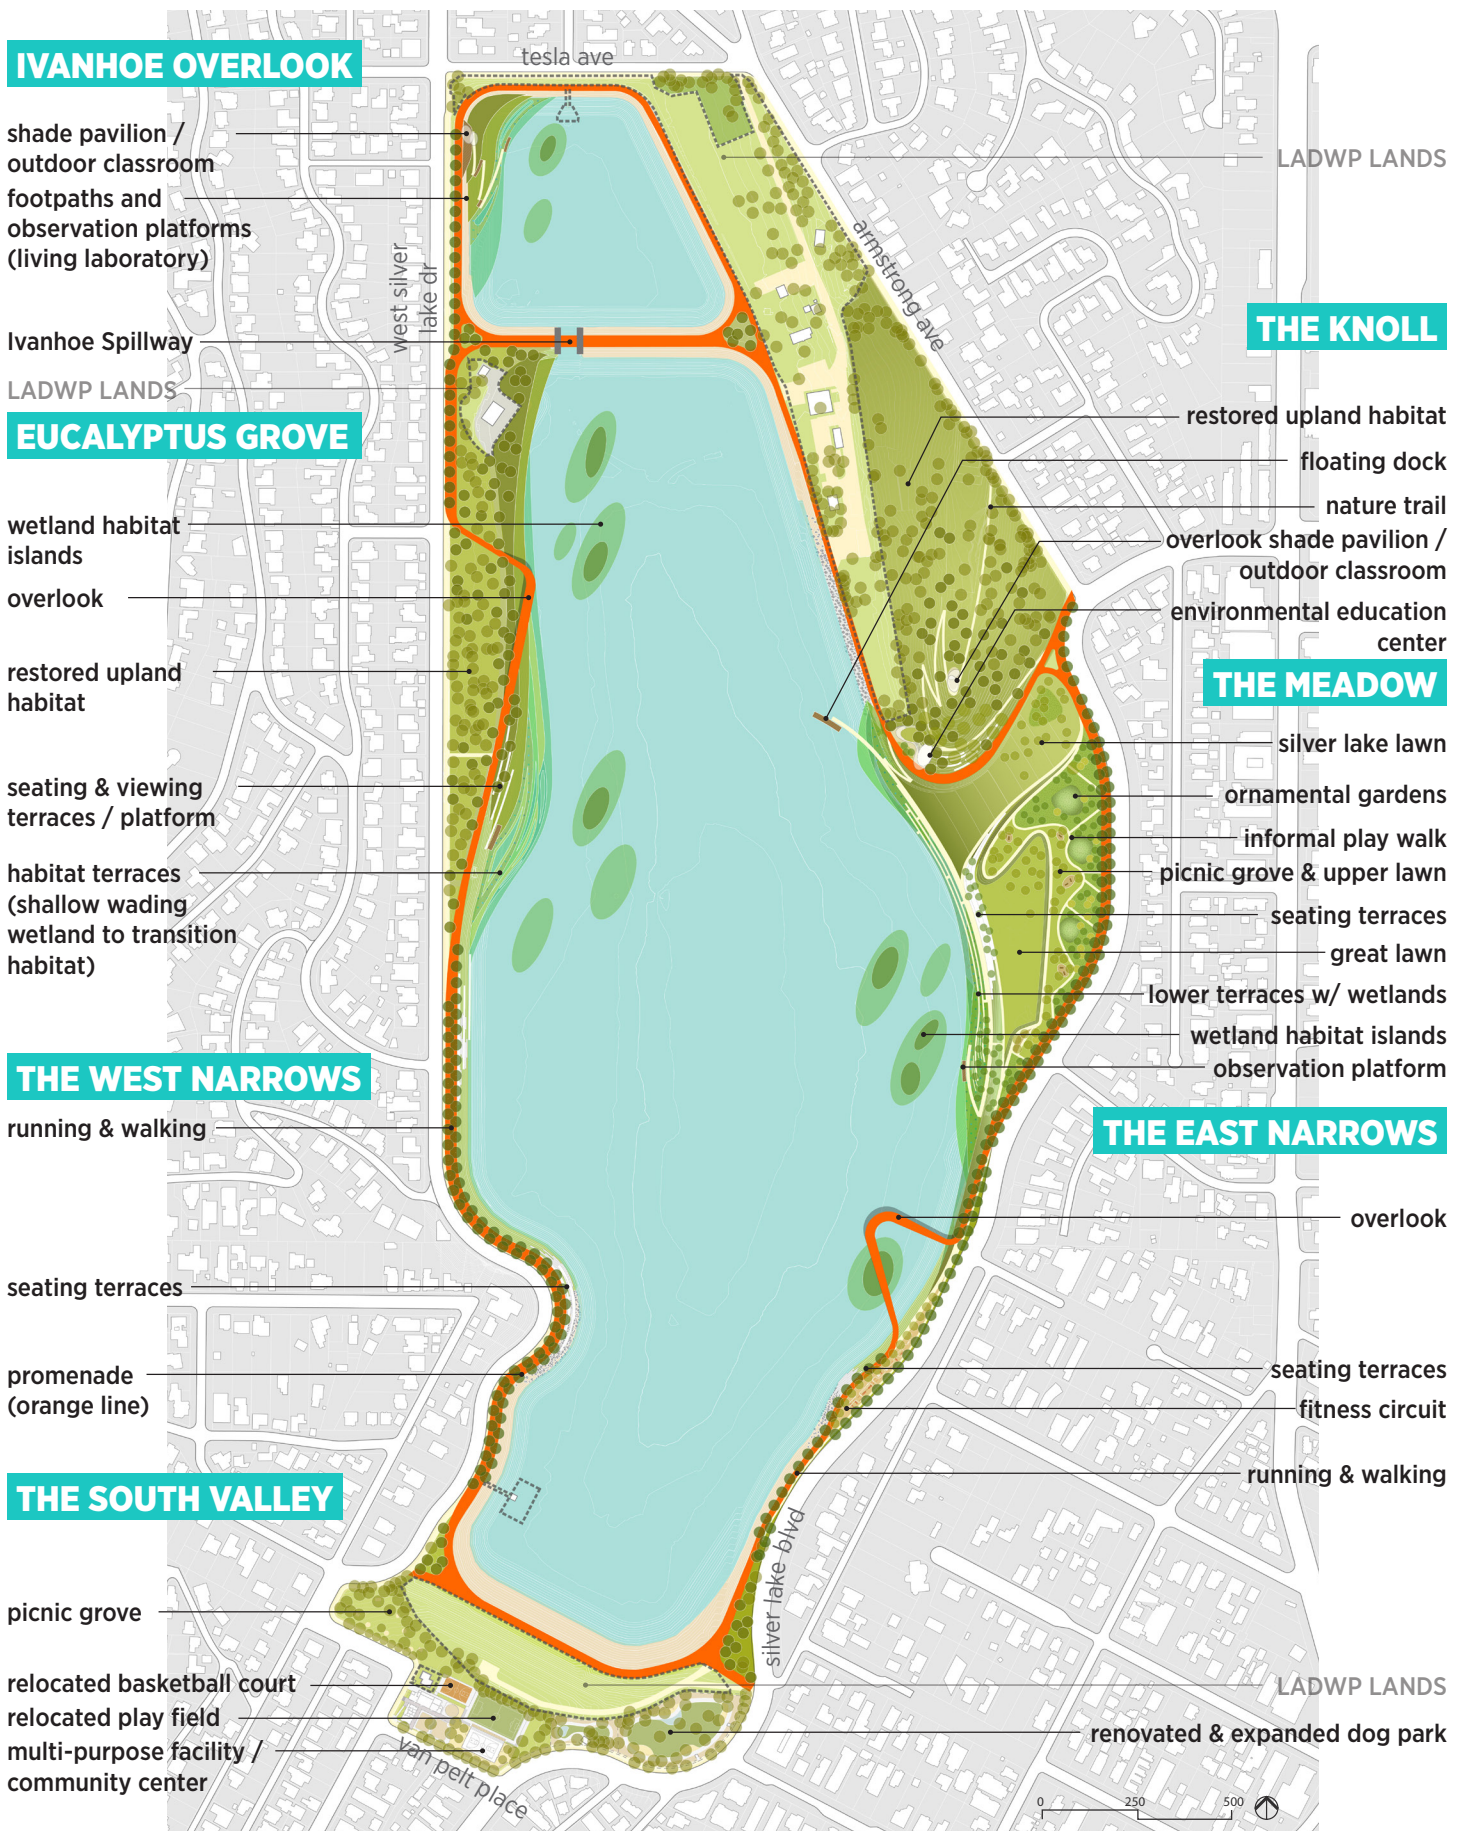 tesla ave
IVANHOE OVERLOOK
shade pavilion /
outdoor classroom
footpaths and
observation platforms
(living laboratory)
west silver
lake dr
Ivanhoe Spillway
LADWP LANDS
EUCALYPTUS GROVE
wetland habitat
islands
overlook
restored upland
habitat
seating & viewing
terraces / platform
habitat terraces
(shallow wading
wetland to transition
habitat)
THE WEST NARROWS
running & walking
seating terraces
promenade
(orange line)
THE SOUTH VALLEY
picnic grove
relocated basketball court
relocated play field
multi-purpose facility /
community center
van pelt place
LADWP LANDS
armstrong ave
THE KNOLL
restored upland habitat
floating dock
nature trail
overlook shade pavilion /
outdoor classroom
environmental education
center
THE MEADOW
silver lake lawn
ornamental gardens
informal play walk
picnic grove & upper lawn
seating terraces
great lawn
lower terraces w/ wetlands
wetland habitat islands
observation platform
THE EAST NARROWS
overlook
seating terraces
fitness circuit
running & walking
silver lake blvd
LADWP LANDS
renovated & expanded dog park
0 250 500